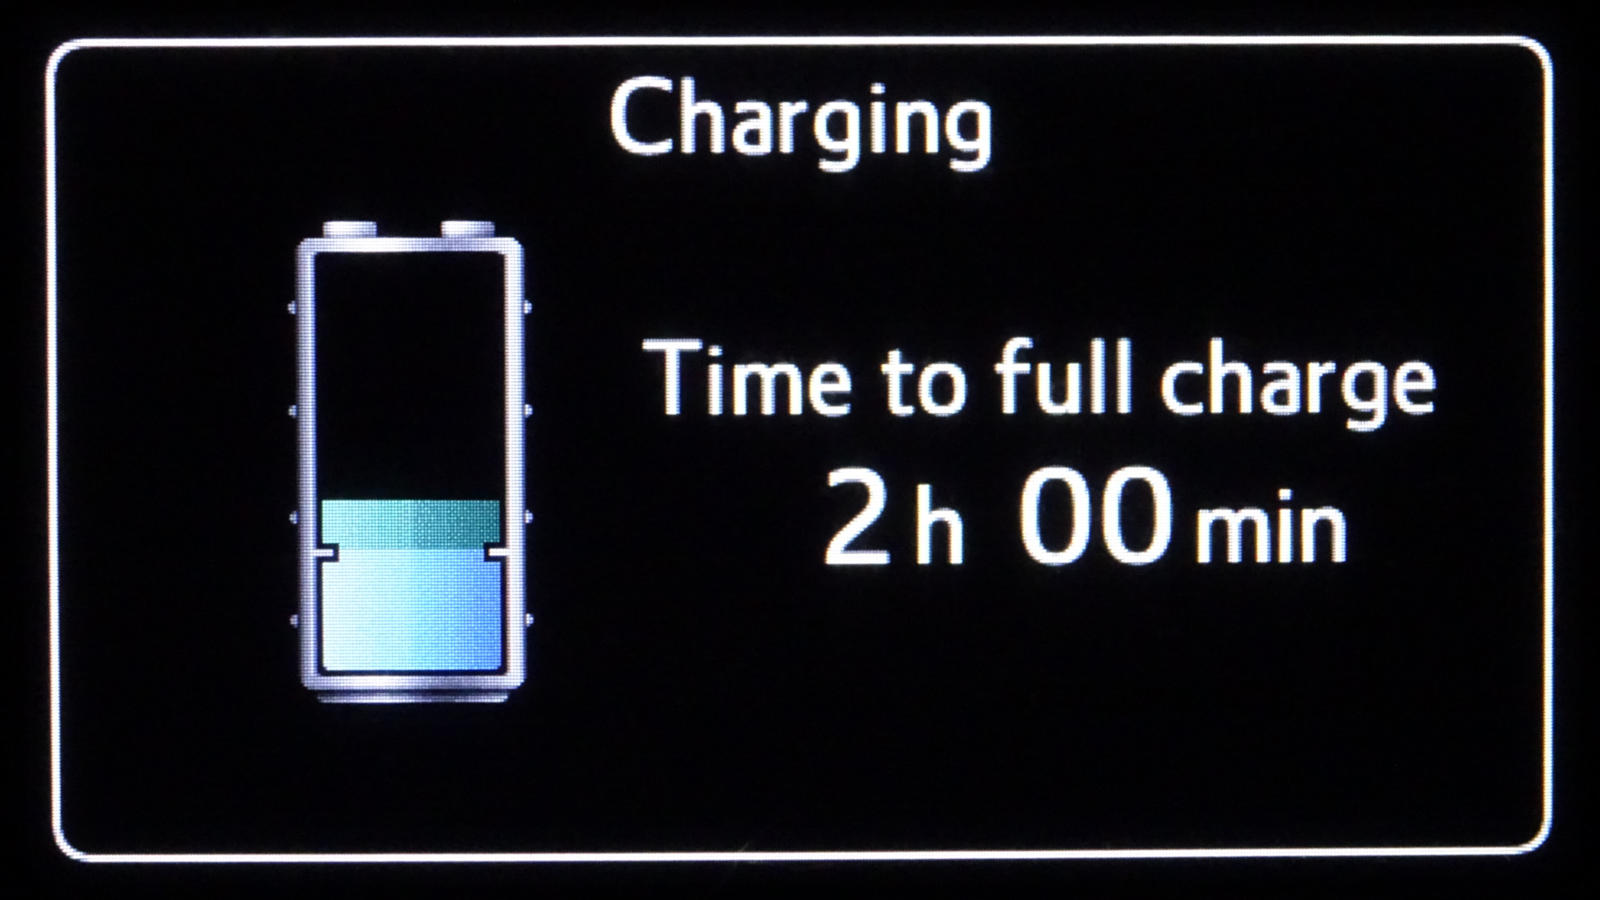 Charging
Time to full charge
2 h 00 min